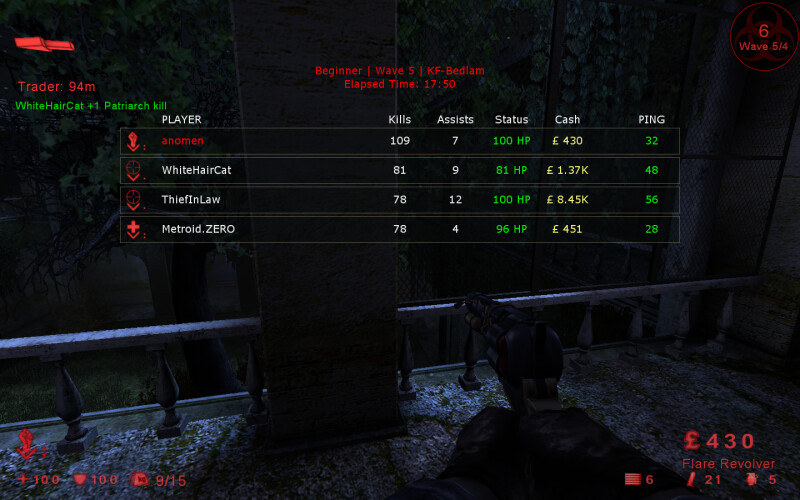 6
Wave 5/4
Trader: 94m
Beginner | Wave 5 | KF-Bedlam
Elapsed Time: 17:50
WhiteHairCat +1 Patriarch kill
PLAYER Kills Assists Status Cash PING
anomen 109 7 100 HP £ 430 32
WhiteHairCat 81 9 81 HP £ 1.37K 48
ThiefInLaw 78 12 100 HP £ 8.45K 56
Metroid.ZERO 78 4 96 HP £ 451 28
£430
Flare Revolver
100 100 9/15 6 21 5